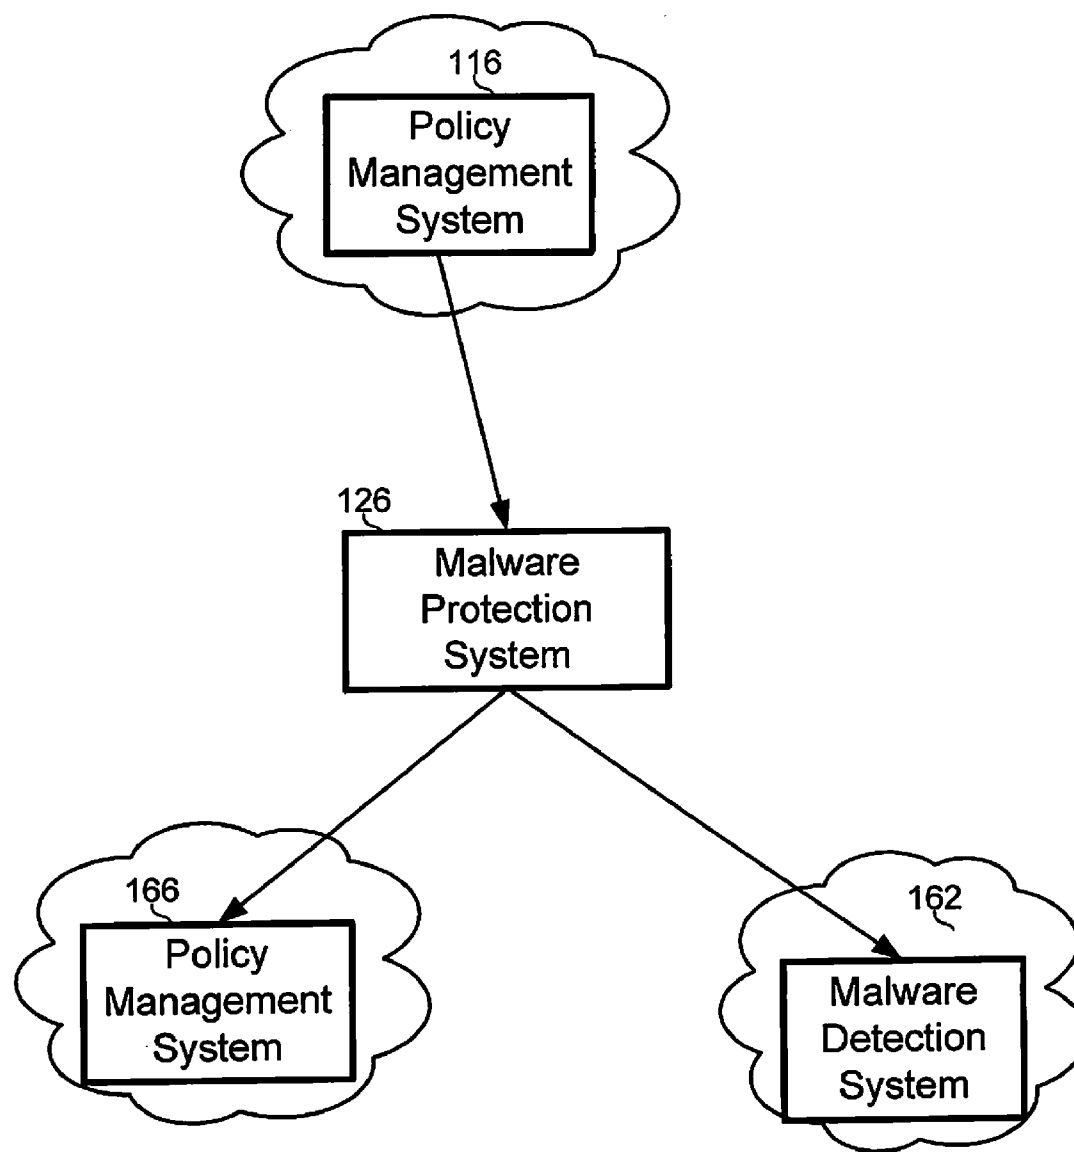 116
Policy
Management
System
126
Malware
Protection
System
166
Policy
Management
System
162
Malware
Detection
System